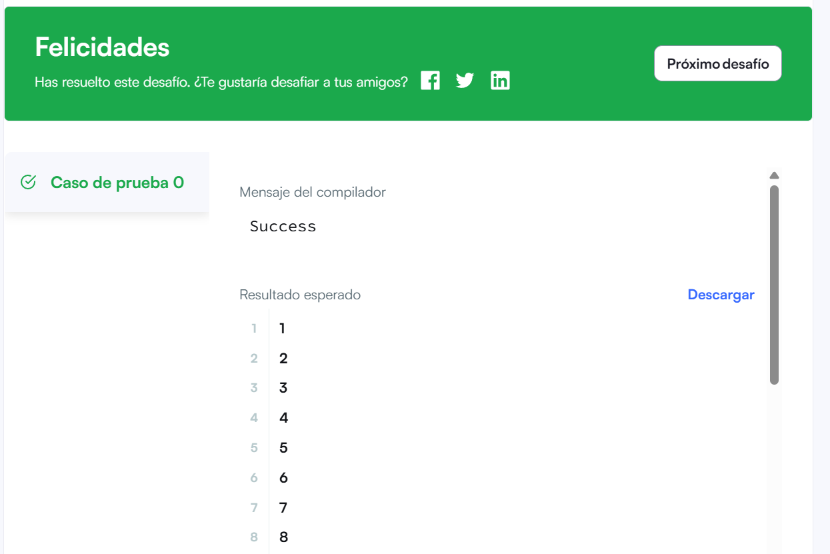 Felicidades
Has resuelto este desafío. ¿Te gustaría desafiar a tus amigos?
Próximo desafío
Caso de prueba 0
Mensaje del compilador
Success
Resultado esperado
Descargar
1 1
2 2
3 3
4 4
5 5
6 6
7 7
8 8